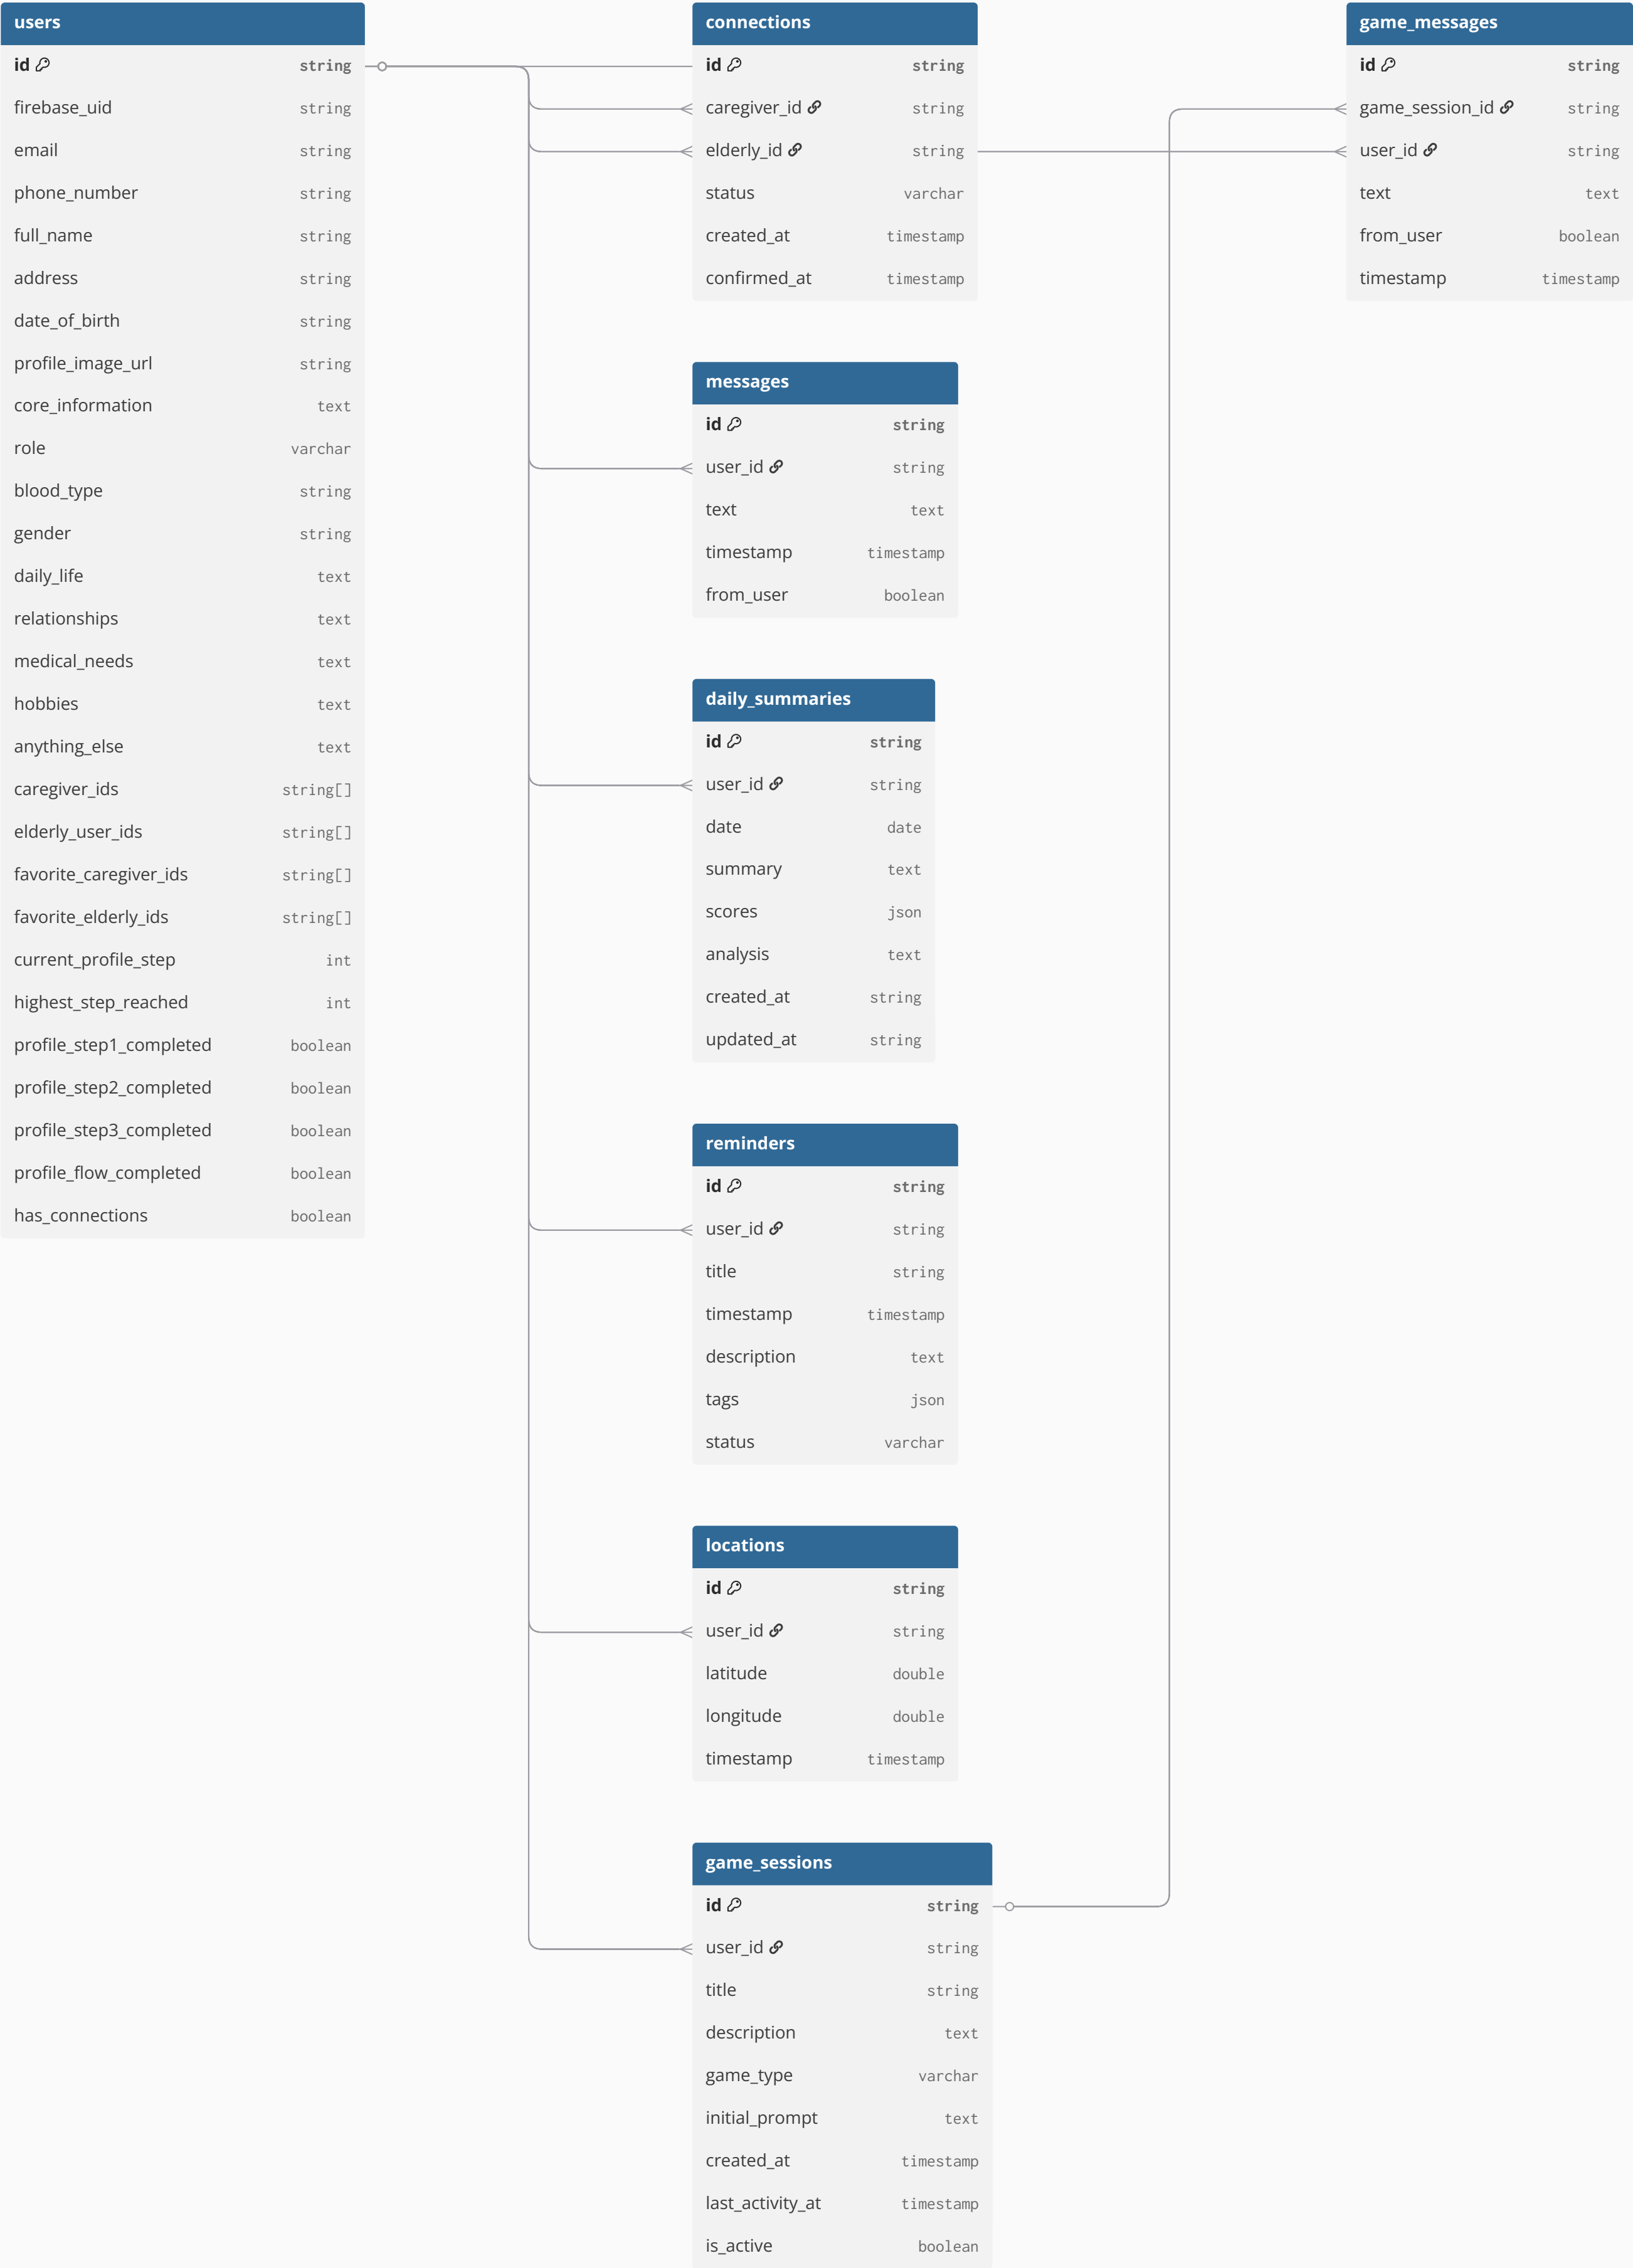 users
id string
firebase_uid string
email string
phone_number string
full_name string
address string
date_of_birth string
profile_image_url string
core_information text
role varchar
blood_type string
gender string
daily_life text
relationships text
medical_needs text
hobbies text
anything_else text
caregiver_ids string[]
elderly_user_ids string[]
favorite_caregiver_ids string[]
favorite_elderly_ids string[]
current_profile_step int
highest_step_reached int
profile_step1_completed boolean
profile_step2_completed boolean
profile_step3_completed boolean
profile_flow_completed boolean
has_connections boolean
connections
id string
caregiver_id string
elderly_id string
status varchar
created_at timestamp
confirmed_at timestamp
messages
id string
user_id string
text text
timestamp timestamp
from_user boolean
daily_summaries
id string
user_id string
date date
summary text
scores json
analysis text
created_at string
updated_at string
reminders
id string
user_id string
title string
timestamp timestamp
description text
tags json
status varchar
locations
id string
user_id string
latitude double
longitude double
timestamp timestamp
game_sessions
id string
user_id string
title string
description text
game_type varchar
initial_prompt text
created_at timestamp
last_activity_at timestamp
is_active boolean
game_messages
id string
game_session_id string
user_id string
text text
from_user boolean
timestamp timestamp